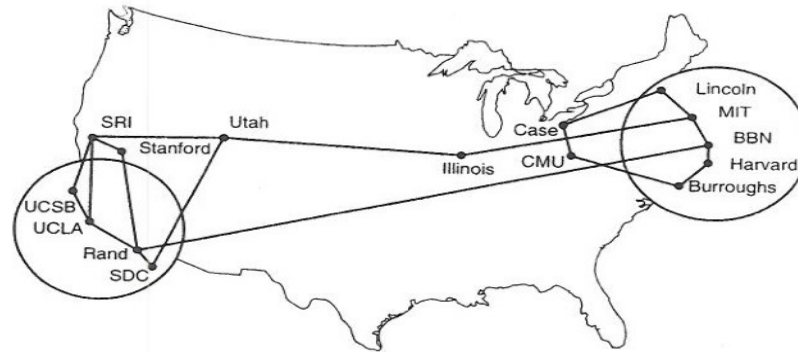 SRI
Utah
Stanford
UCSB
UCLA
Rand
SDC
Illinois
Case
CMU
Lincoln
MIT
BBN
Harvard
Burroughs